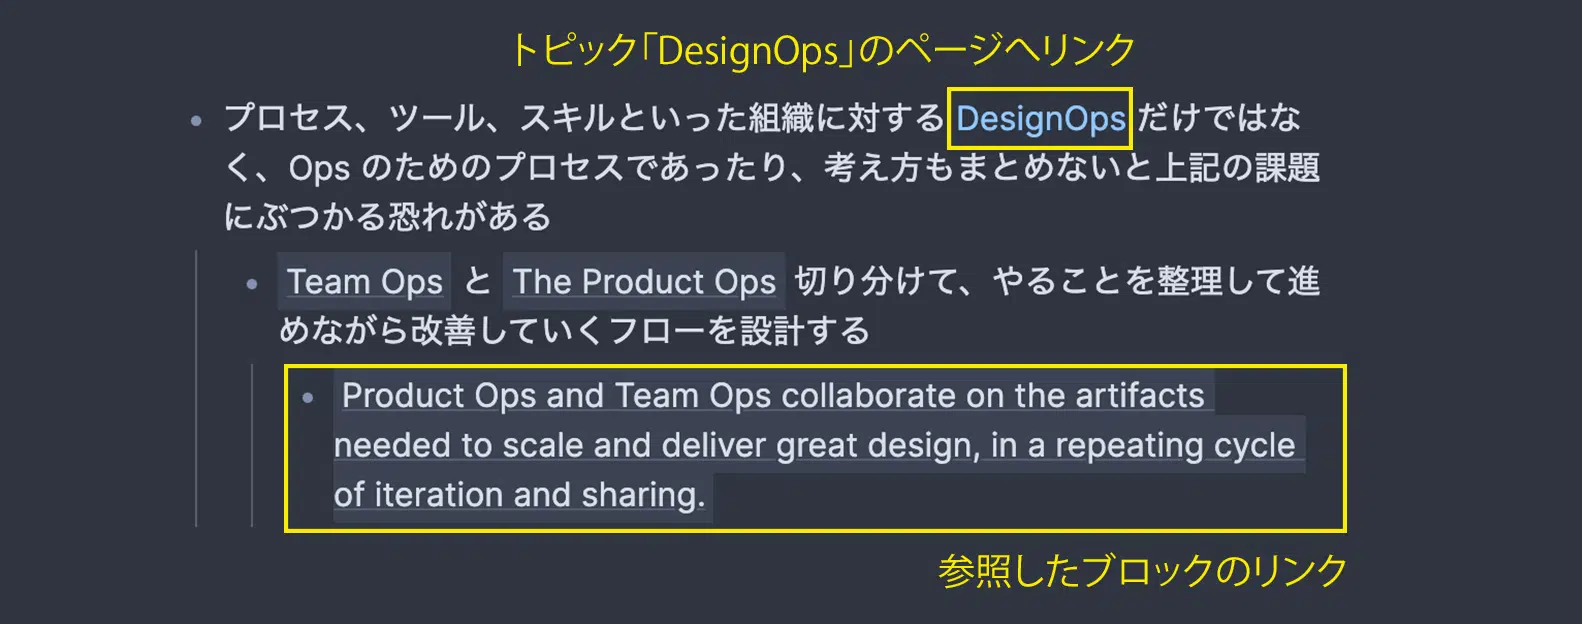 トピック「DesignOps」のページへリンク
プロセス、ツール、スキルといった組織に対する DesignOps だけではな
く、Ops のためのプロセスであったり、考え方もまとめないと上記の課題
にぶつかる恐れがある
Team Ops と The Product Ops 切り分けて、やることを整理して進
めながら改善していくフローを設計する
Product Ops and Team Ops collaborate on the artifacts
needed to scale and deliver great design, in a repeating cycle
of iteration and sharing.
参照したブロックのリンク